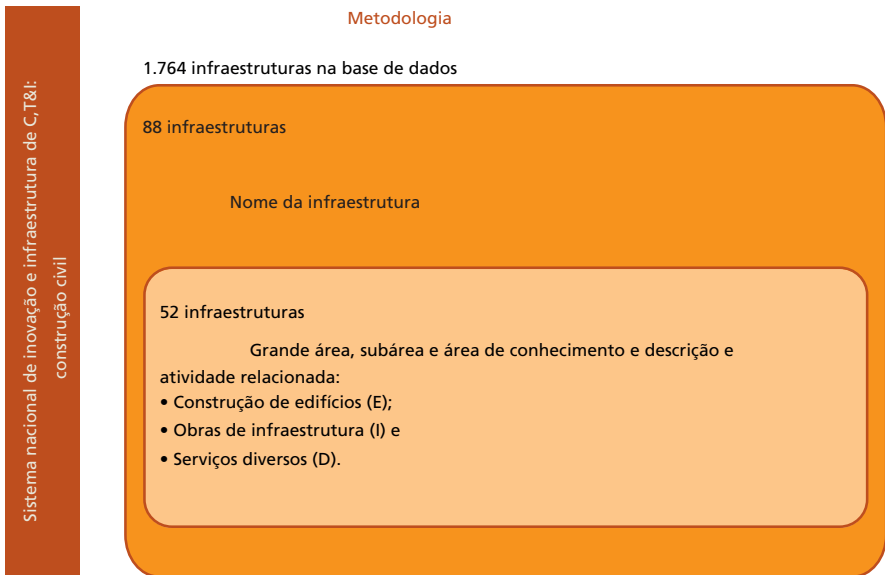 Metodologia
Sistema nacional de inovação e infraestrutura de C,T&I:
construção civil
1.764 infraestruturas na base de dados
88 infraestruturas
Nome da infraestrutura
52 infraestruturas
Grande área, subárea e área de conhecimento e descrição e
atividade relacionada:
• Construção de edifícios (E);
• Obras de infraestrutura (I) e
• Serviços diversos (D).